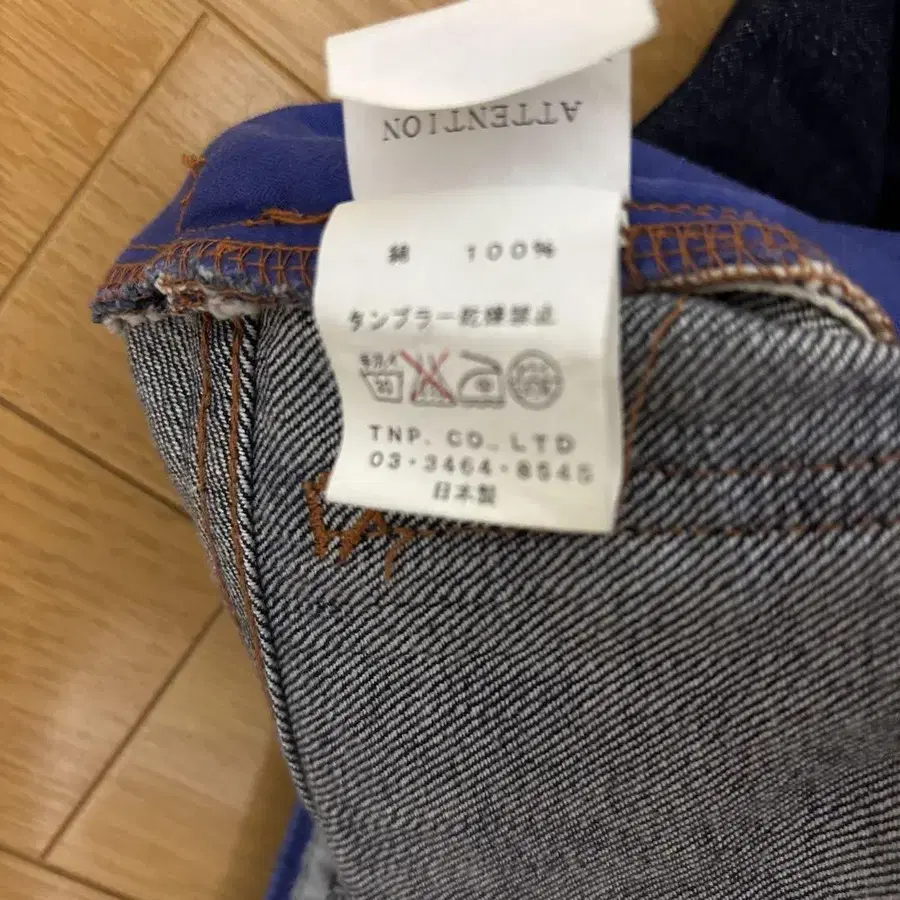 ATTENTION
綿 100%
タンブラー乾燥禁止
TNP. CO., LTD
03・3464・8545
日本製